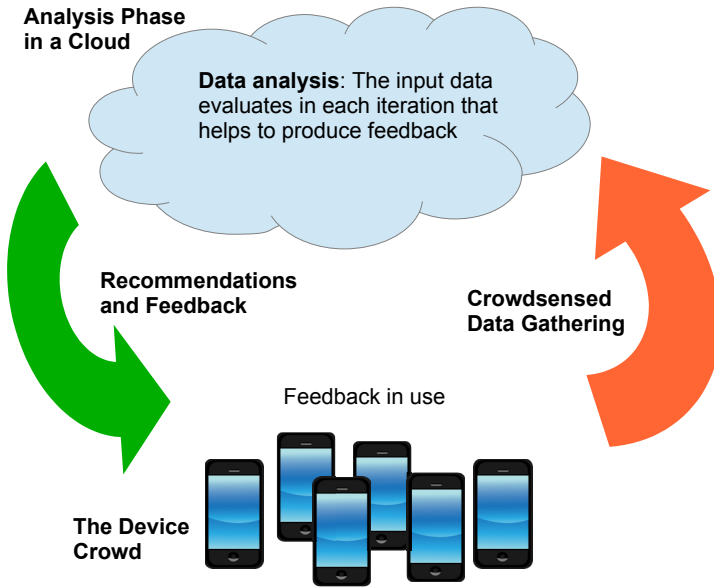 Analysis Phase
in a Cloud
Data analysis: The input data
evaluates in each iteration that
helps to produce feedback
Recommendations
and Feedback
Crowdsensed
Data Gathering
Feedback in use
The Device
Crowd